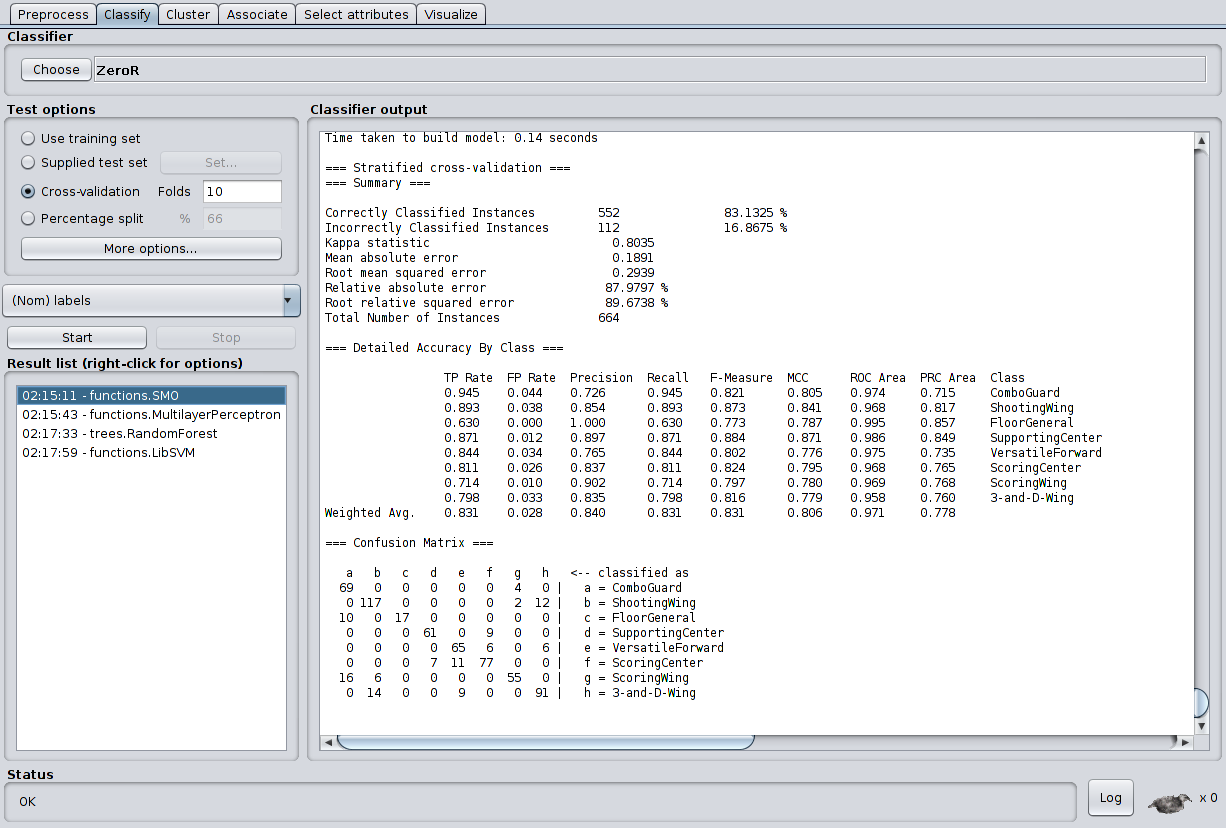 Preprocess Classify Cluster Associate Select attributes Visualize
Classifier
Choose ZeroR
Test options
Use training set
Supplied test set Set...
Cross-validation Folds 10
Percentage split % 66
More options...
(Nom) labels
Start Stop
Result list (right-click for options)
02:15:11 - functions.SMO
02:15:43 - functions.MultilayerPerceptron
02:17:33 - trees.RandomForest
02:17:59 - functions.LibSVM
Classifier output
Time taken to build model: 0.14 seconds
=== Stratified cross-validation ===
=== Summary ===
Correctly Classified Instances 552 83.1325 %
Incorrectly Classified Instances 112 16.8675 %
Kappa statistic 0.8035
Mean absolute error 0.1891
Root mean squared error 0.2939
Relative absolute error 87.9797 %
Root relative squared error 89.6738 %
Total Number of Instances 664
=== Detailed Accuracy By Class ===
TP Rate FP Rate Precision Recall F-Measure MCC ROC Area PRC Area Class
0.945 0.044 0.726 0.945 0.821 0.805 0.974 0.715 ComboGuard
0.893 0.038 0.854 0.893 0.873 0.841 0.968 0.817 ShootingWing
0.630 0.000 1.000 0.630 0.773 0.787 0.995 0.857 FloorGeneral
0.871 0.012 0.897 0.871 0.884 0.871 0.986 0.849 SupportingCenter
0.844 0.034 0.765 0.844 0.802 0.776 0.975 0.735 VersatileForward
0.811 0.026 0.837 0.811 0.824 0.795 0.968 0.765 ScoringCenter
0.714 0.010 0.902 0.714 0.797 0.780 0.969 0.768 ScoringWing
0.798 0.033 0.835 0.798 0.816 0.779 0.958 0.760 3-and-D-Wing
Weighted Avg. 0.831 0.028 0.840 0.831 0.831 0.806 0.971 0.778
=== Confusion Matrix ===
a b c d e f g h <-- classified as
69 0 0 0 0 0 4 0 | a = ComboGuard
0 117 0 0 0 0 2 12 | b = ShootingWing
10 0 17 0 0 0 0 0 | c = FloorGeneral
0 0 0 61 0 9 0 0 | d = SupportingCenter
0 0 0 0 65 6 0 6 | e = VersatileForward
0 0 0 7 11 77 0 0 | f = ScoringCenter
16 6 0 0 0 0 55 0 | g = ScoringWing
0 14 0 0 9 0 0 91 | h = 3-and-D-Wing
Status
OK
Log x 0